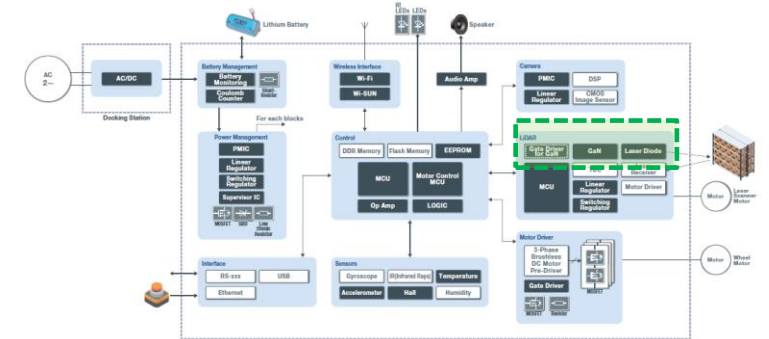 IR
LEDs LEDs
Lithium Battery
Speaker
AC
2~
AC/DC
Docking Station
Battery Management
Battery
Monitoring
Coulomb
Counter
Shunt
Resistor
Wireless Interface
Wi-Fi
Wi-SUN
Audio Amp
Camera
PMIC
DSP
Linear
Regulator
CMOS
Image Sensor
For each blocks
Power Management
PMIC
Linear
Regulator
Switching
Regulator
Supervisor IC
MOSFET
SBD
Low
Ohmic
Resistor
Control
DDR Memory
Flash Memory
EEPROM
MCU
Motor Control
MCU
Op Amp
LOGIC
LiDAR
Gate Driver
for GaN
GaN
Laser Diode
MCU
Receiver
Linear
Regulator
Motor Driver
Switching
Regulator
Motor
Laser
Scanner
Motor
Interface
RS-xxx
USB
Ethernet
Sensors
Gyroscope
IR(Infrared Rays)
Temperature
Accelerometer
Hall
Humidity
Motor Driver
3-Phase
Brushless
DC Motor
Pre-Driver
Gate Driver
MOSFET
Resistor
MOSFET
Motor
Wheel
Motor